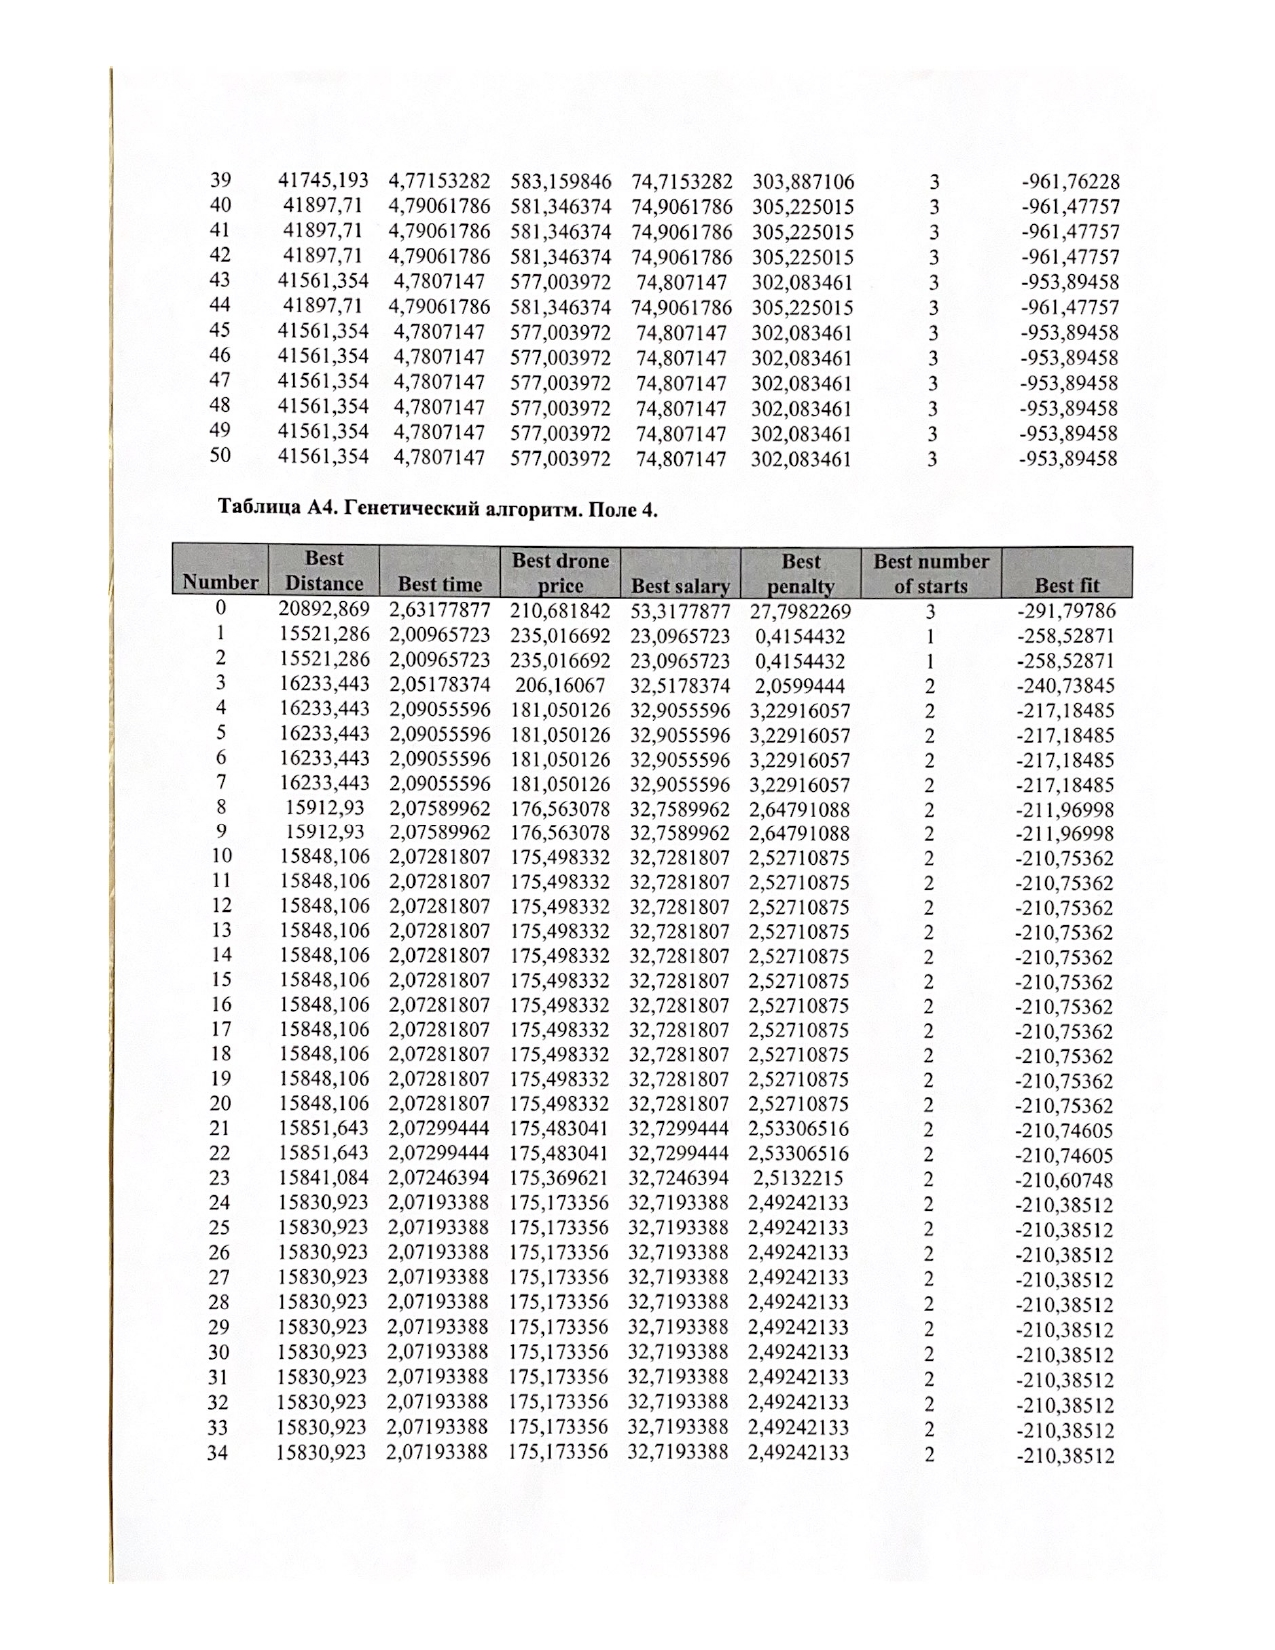 39 41745,193 4,77153282 583,159846 74,7153282 303,887106 3 -961,76228
40 41897,71 4,79061786 581,346374 74,9061786 305,225015 3 -961,47757
41 41897,71 4,79061786 581,346374 74,9061786 305,225015 3 -961,47757
42 41897,71 4,79061786 581,346374 74,9061786 305,225015 3 -961,47757
43 41561,354 4,7807147 577,003972 74,807147 302,083461 3 -953,89458
44 41897,71 4,79061786 581,346374 74,9061786 305,225015 3 -961,47757
45 41561,354 4,7807147 577,003972 74,807147 302,083461 3 -953,89458
46 41561,354 4,7807147 577,003972 74,807147 302,083461 3 -953,89458
47 41561,354 4,7807147 577,003972 74,807147 302,083461 3 -953,89458
48 41561,354 4,7807147 577,003972 74,807147 302,083461 3 -953,89458
49 41561,354 4,7807147 577,003972 74,807147 302,083461 3 -953,89458
50 41561,354 4,7807147 577,003972 74,807147 302,083461 3 -953,89458
Таблица А4. Генетический алгоритм. Поле 4.
Number Best Distance Best time Best drone price Best salary Best penalty Best number of starts Best fit
0 20892,869 2,63177877 210,681842 53,3177877 27,7982269 3 -291,79786
1 15521,286 2,00965723 235,016692 23,0965723 0,4154432 1 -258,52871
2 15521,286 2,00965723 235,016692 23,0965723 0,4154432 1 -258,52871
3 16233,443 2,05178374 206,16067 32,5178374 2,0599444 2 -240,73845
4 16233,443 2,09055596 181,050126 32,9055596 3,22916057 2 -217,18485
5 16233,443 2,09055596 181,050126 32,9055596 3,22916057 2 -217,18485
6 16233,443 2,09055596 181,050126 32,9055596 3,22916057 2 -217,18485
7 16233,443 2,09055596 181,050126 32,9055596 3,22916057 2 -217,18485
8 15912,93 2,07589962 176,563078 32,7589962 2,64791088 2 -211,96998
9 15912,93 2,07589962 176,563078 32,7589962 2,64791088 2 -211,96998
10 15848,106 2,07281807 175,498332 32,7281807 2,52710875 2 -210,75362
11 15848,106 2,07281807 175,498332 32,7281807 2,52710875 2 -210,75362
12 15848,106 2,07281807 175,498332 32,7281807 2,52710875 2 -210,75362
13 15848,106 2,07281807 175,498332 32,7281807 2,52710875 2 -210,75362
14 15848,106 2,07281807 175,498332 32,7281807 2,52710875 2 -210,75362
15 15848,106 2,07281807 175,498332 32,7281807 2,52710875 2 -210,75362
16 15848,106 2,07281807 175,498332 32,7281807 2,52710875 2 -210,75362
17 15848,106 2,07281807 175,498332 32,7281807 2,52710875 2 -210,75362
18 15848,106 2,07281807 175,498332 32,7281807 2,52710875 2 -210,75362
19 15848,106 2,07281807 175,498332 32,7281807 2,52710875 2 -210,75362
20 15848,106 2,07281807 175,498332 32,7281807 2,52710875 2 -210,75362
21 15851,643 2,07299444 175,483041 32,7299444 2,53306516 2 -210,74605
22 15851,643 2,07299444 175,483041 32,7299444 2,53306516 2 -210,74605
23 15841,084 2,07246394 175,369621 32,7246394 2,5132215 2 -210,60748
24 15830,923 2,07193388 175,173356 32,7193388 2,49242133 2 -210,38512
25 15830,923 2,07193388 175,173356 32,7193388 2,49242133 2 -210,38512
26 15830,923 2,07193388 175,173356 32,7193388 2,49242133 2 -210,38512
27 15830,923 2,07193388 175,173356 32,7193388 2,49242133 2 -210,38512
28 15830,923 2,07193388 175,173356 32,7193388 2,49242133 2 -210,38512
29 15830,923 2,07193388 175,173356 32,7193388 2,49242133 2 -210,38512
30 15830,923 2,07193388 175,173356 32,7193388 2,49242133 2 -210,38512
31 15830,923 2,07193388 175,173356 32,7193388 2,49242133 2 -210,38512
32 15830,923 2,07193388 175,173356 32,7193388 2,49242133 2 -210,38512
33 15830,923 2,07193388 175,173356 32,7193388 2,49242133 2 -210,38512
34 15830,923 2,07193388 175,173356 32,7193388 2,49242133 2 -210,38512